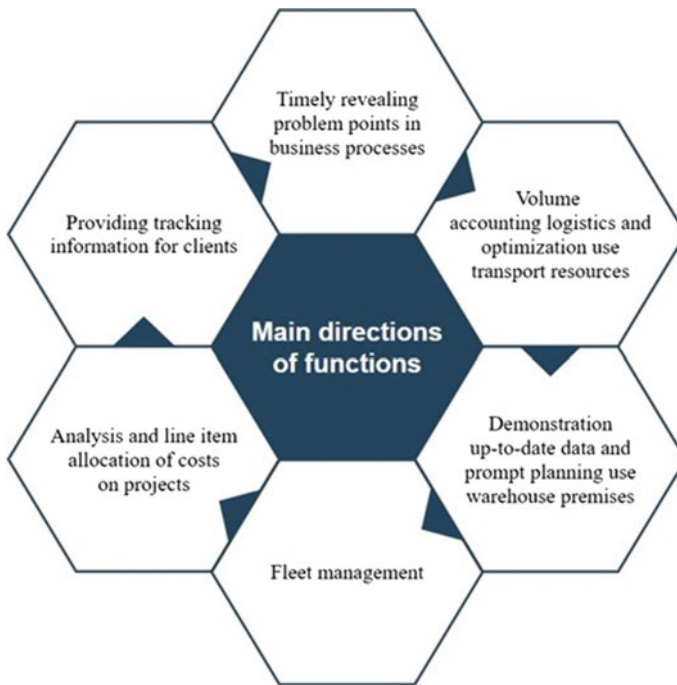 Timely revealing
problem points in
business processes
Volume
accounting logistics and
optimization use
transport resources
Providing tracking
information for clients
Main directions
of functions
Demonstration
up-to-date data and
prompt planning use
warehouse premises
Analysis and line item
allocation of costs
on projects
Fleet management